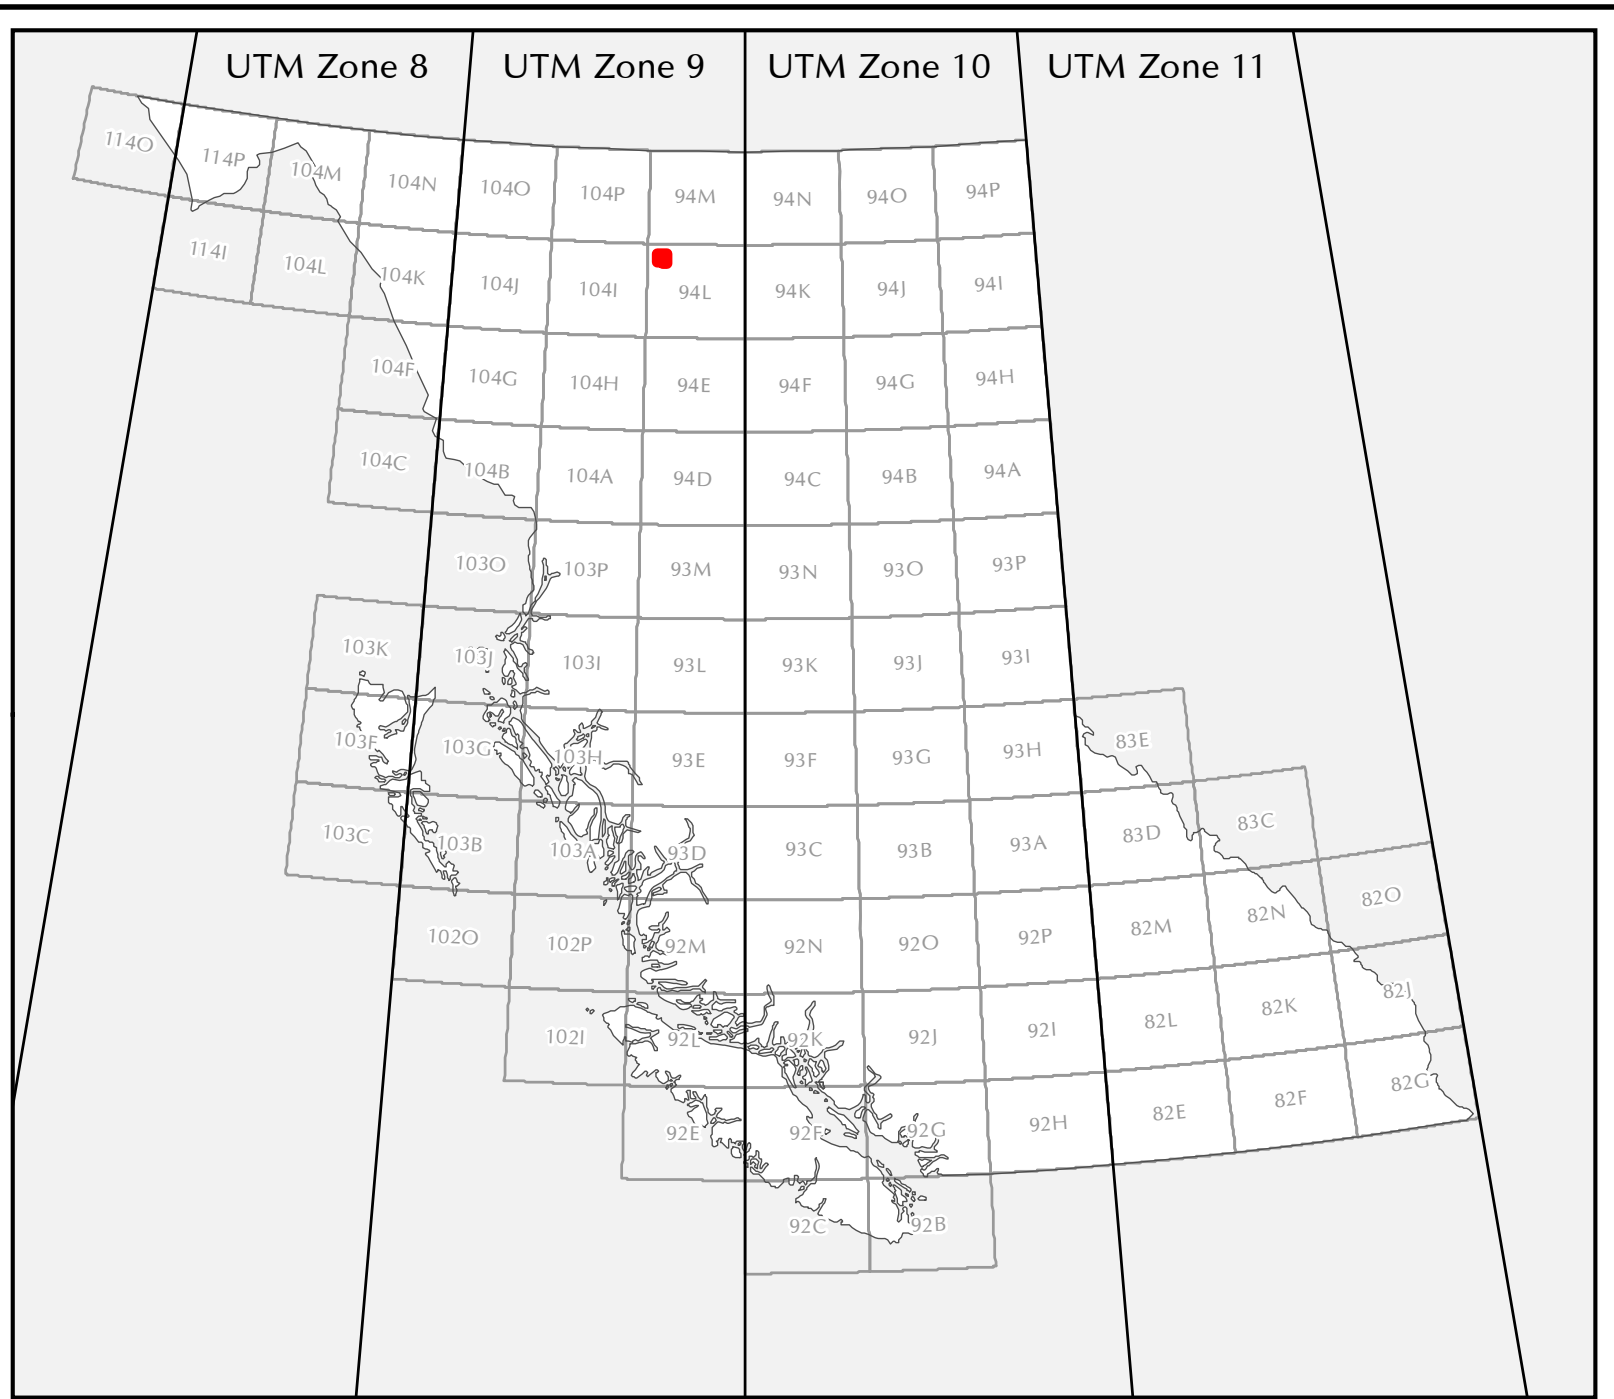 UTM Zone 8 UTM Zone 9 UTM Zone 10 UTM Zone 11
114O 114P 104M 104N 104O 104P 94M 94N 94O 94P
114I 104L 104K 104J 104I 94L 94K 94J 94I
104F 104G 104H 94E 94F 94G 94H
104C 104B 104A 94D 94C 94B 94A
103O 103P 93M 93N 93O 93P
103K 103J 103I 93L 93K 93J 93I
103F 103G 103H 93E 93F 93G 93H 83E
103C 103B 103A 93D 93C 93B 93A 83D 83C
102O 102P 92M 92N 92O 92P 82M 82N 82O
102I 92L 92K 92J 92I 82L 82K 82J
92E 92F 92G 92H 82E 82F 82G
92C 92B